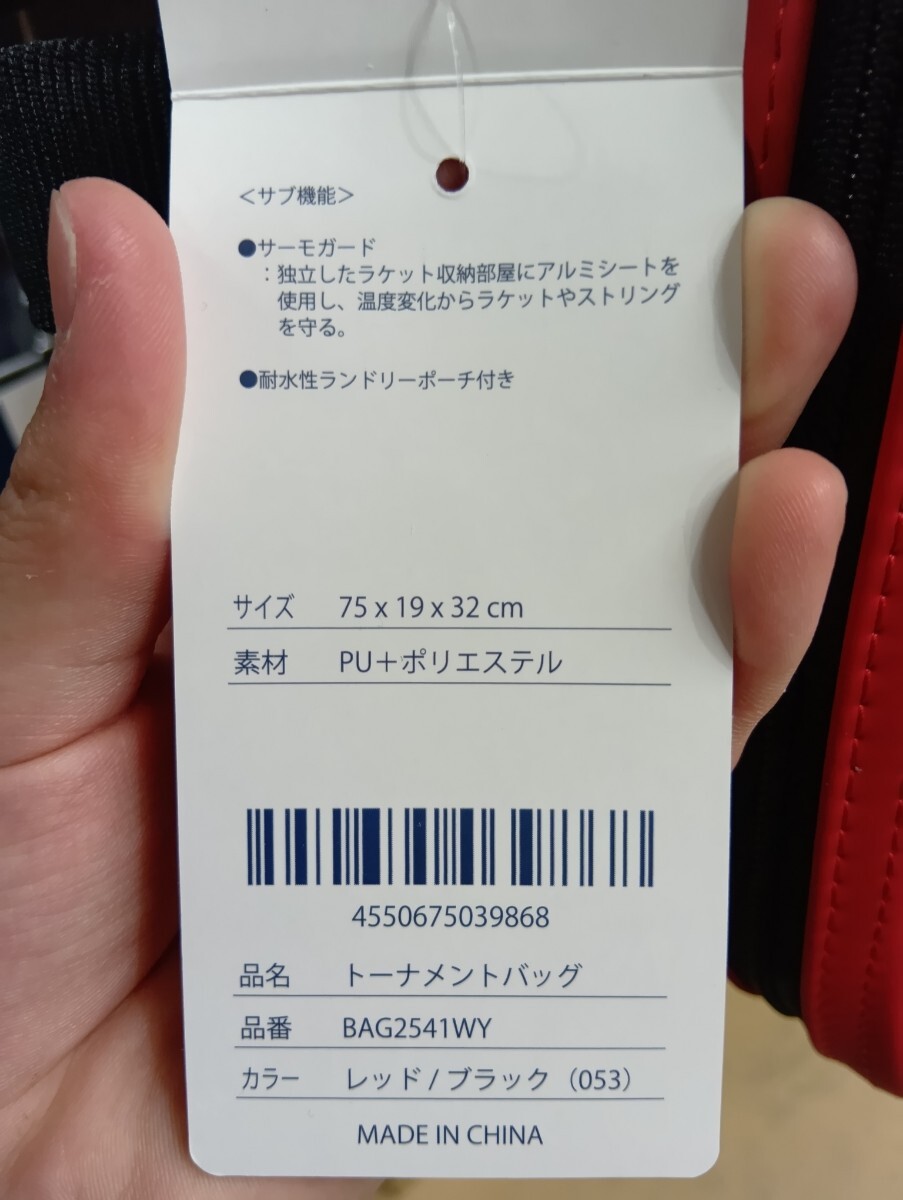 ＜サブ機能＞
●サーモガード
：独立したラケット収納部屋にアルミシートを
使用し、温度変化からラケットやストリング
を守る。
●耐水性ランドリーポーチ付き
サイズ 75 x 19 x 32 cm
素材 PU＋ポリエステル
4550675039868
品名 トーナメントバッグ
品番 BAG2541WY
カラー レッド / ブラック（053）
MADE IN CHINA